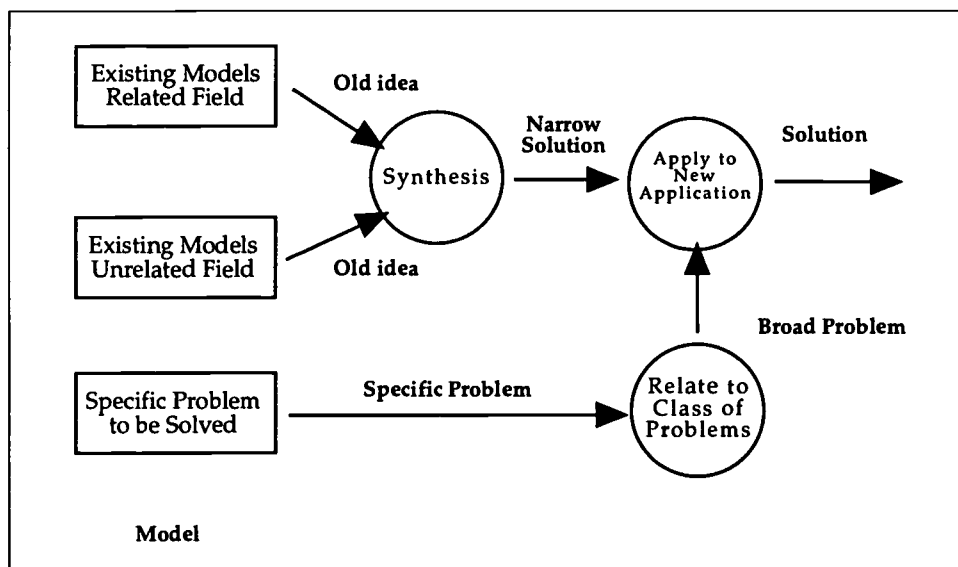 Existing Models
Related Field
Old idea
Synthesis
Narrow
Solution
Apply to
New
Application
Solution
Existing Models
Unrelated Field
Old idea
Broad Problem
Specific Problem
to be Solved
Specific Problem
Relate to
Class of
Problems
Model